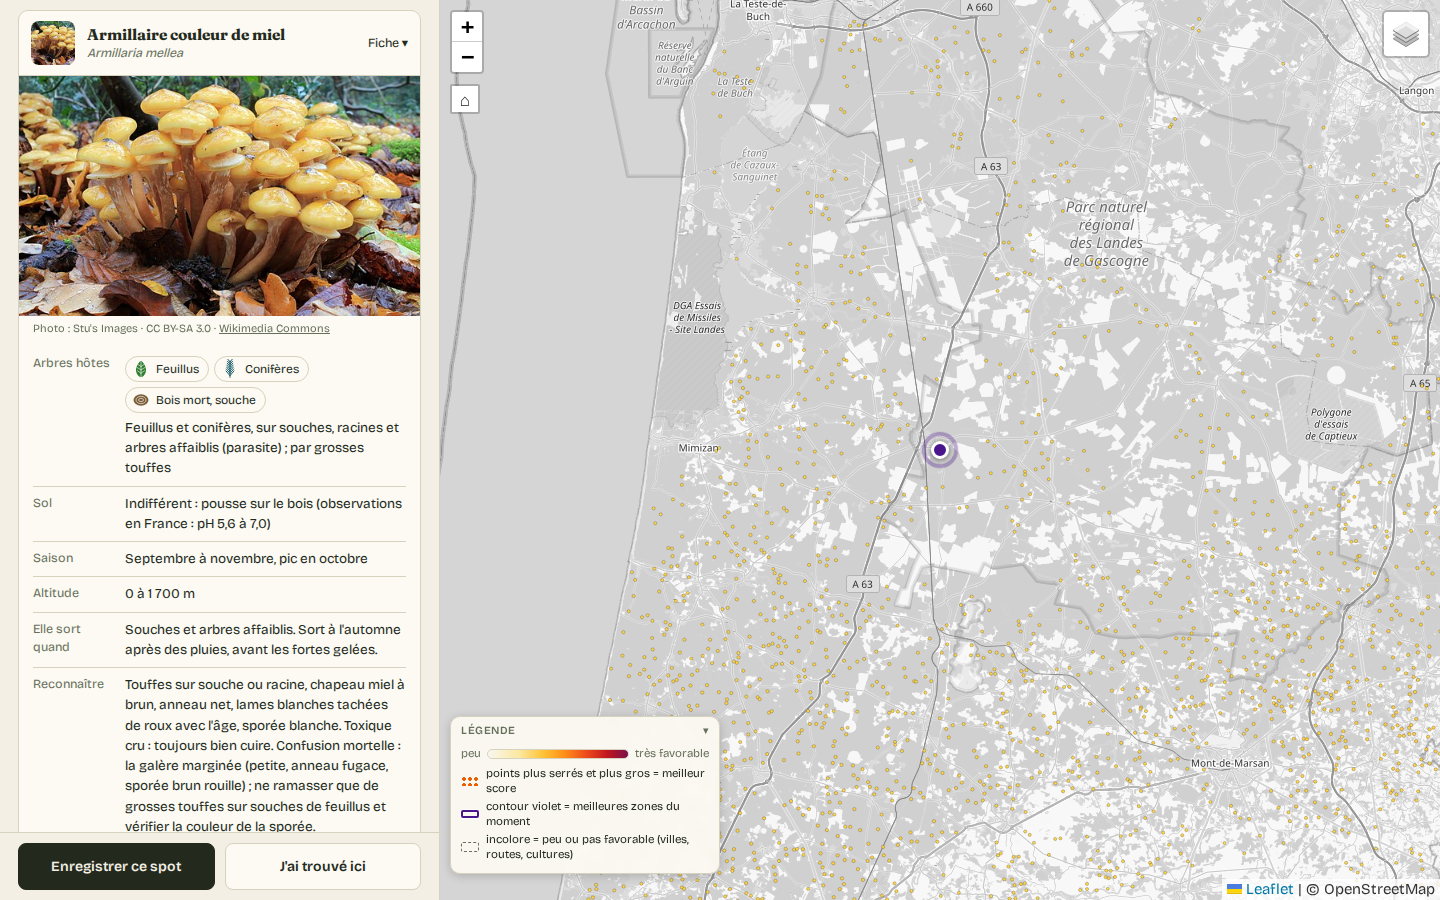 Armillaire couleur de miel
Armillaria mellea
Fiche ▾
Photo : Stu's Images · CC BY-SA 3.0 · Wikimedia Commons
Arbres hôtes
Feuillus
Conifères
Bois mort, souche
Feuillus et conifères, sur souches, racines et
arbres affaiblis (parasite) ; par grosses
touffes
Sol
Indifférent : pousse sur le bois (observations
en France : pH 5,6 à 7,0)
Saison
Septembre à novembre, pic en octobre
Altitude
0 à 1 700 m
Elle sort
quand
Souches et arbres affaiblis. Sort à l'automne
après des pluies, avant les fortes gelées.
Reconnaître
Touffes sur souche ou racine, chapeau miel à
brun, anneau net, lames blanches tachées
de roux avec l'âge, sporée blanche. Toxique
cru : toujours bien cuire. Confusion mortelle :
la galère marginée (petite, anneau fugace,
sporée brun rouille) ; ne ramasser que de
grosses touffes sur souches de feuillus et
vérifier la couleur de la sporée.
Enregistrer ce spot
J'ai trouvé ici
+
−
⌂
Bassin
d'Arcachon
La Teste-de-
Buch
A 660
Réserve
naturelle
du Banc
d'Arguin
La Teste
de Buch
Langon
Étang
de Cazaux-
Sanguinet
A 63
Parc naturel
régional
des Landes
de Gascogne
DGA Essais
de Missiles
- Site Landes
A 65
Polygone
d'essais
de Captieux
Mimizan
A 63
Mont-de-Marsan
LÉGENDE ▾
peu
très favorable
points plus serrés et plus gros = meilleur
score
contour violet = meilleures zones du
moment
incolore = peu ou pas favorable (villes,
routes, cultures)
Leaflet | © OpenStreetMap